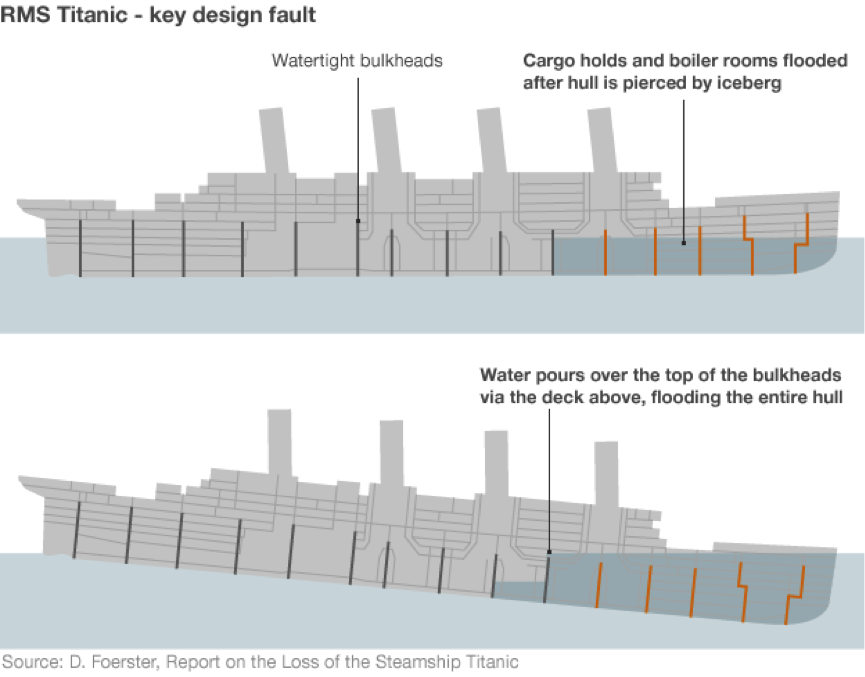 RMS Titanic - key design fault
Watertight bulkheads
Cargo holds and boiler rooms flooded
after hull is pierced by iceberg
Water pours over the top of the bulkheads
via the deck above, flooding the entire hull
Source: D. Foerster, Report on the Loss of the Steamship Titanic